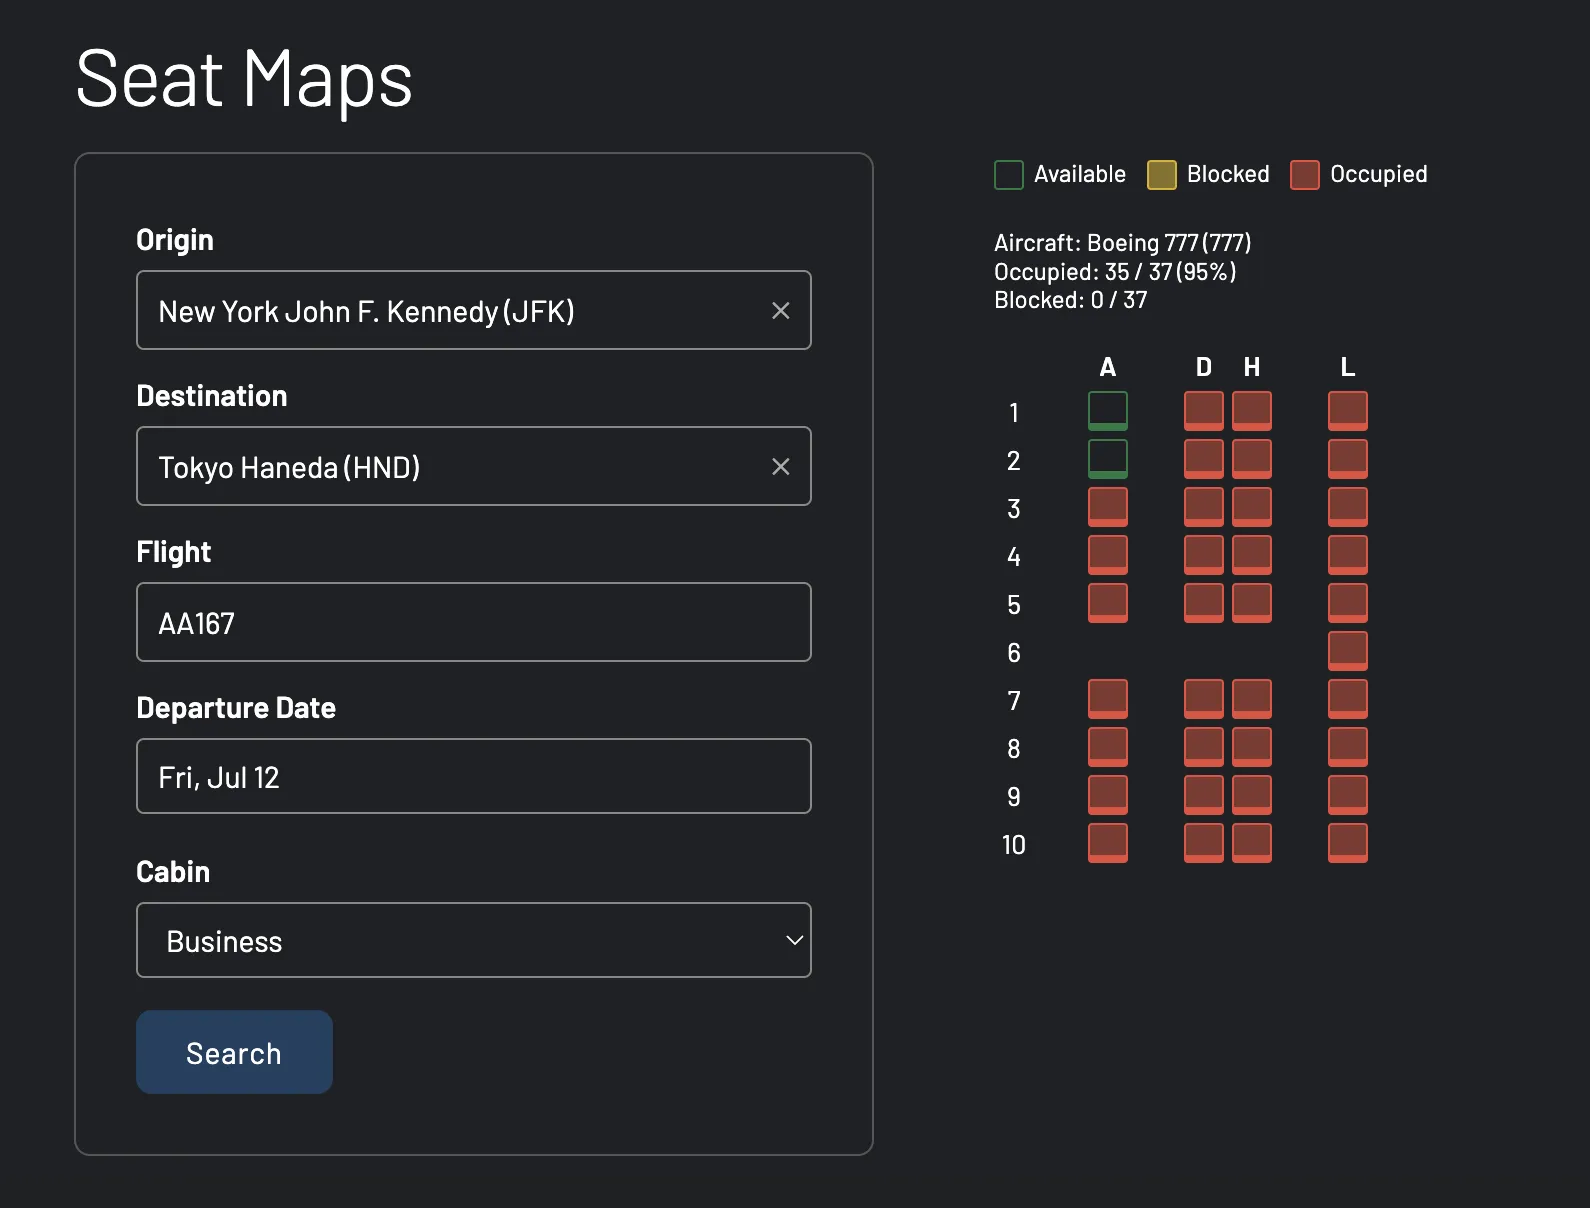 Seat Maps
Origin
New York John F. Kennedy (JFK)
Destination
Tokyo Haneda (HND)
Flight
AA167
Departure Date
Fri, Jul 12
Cabin
Business
Search
Available Blocked Occupied
Aircraft: Boeing 777 (777)
Occupied: 35 / 37 (95%)
Blocked: 0 / 37
A D H L
1
2
3
4
5
6
7
8
9
10